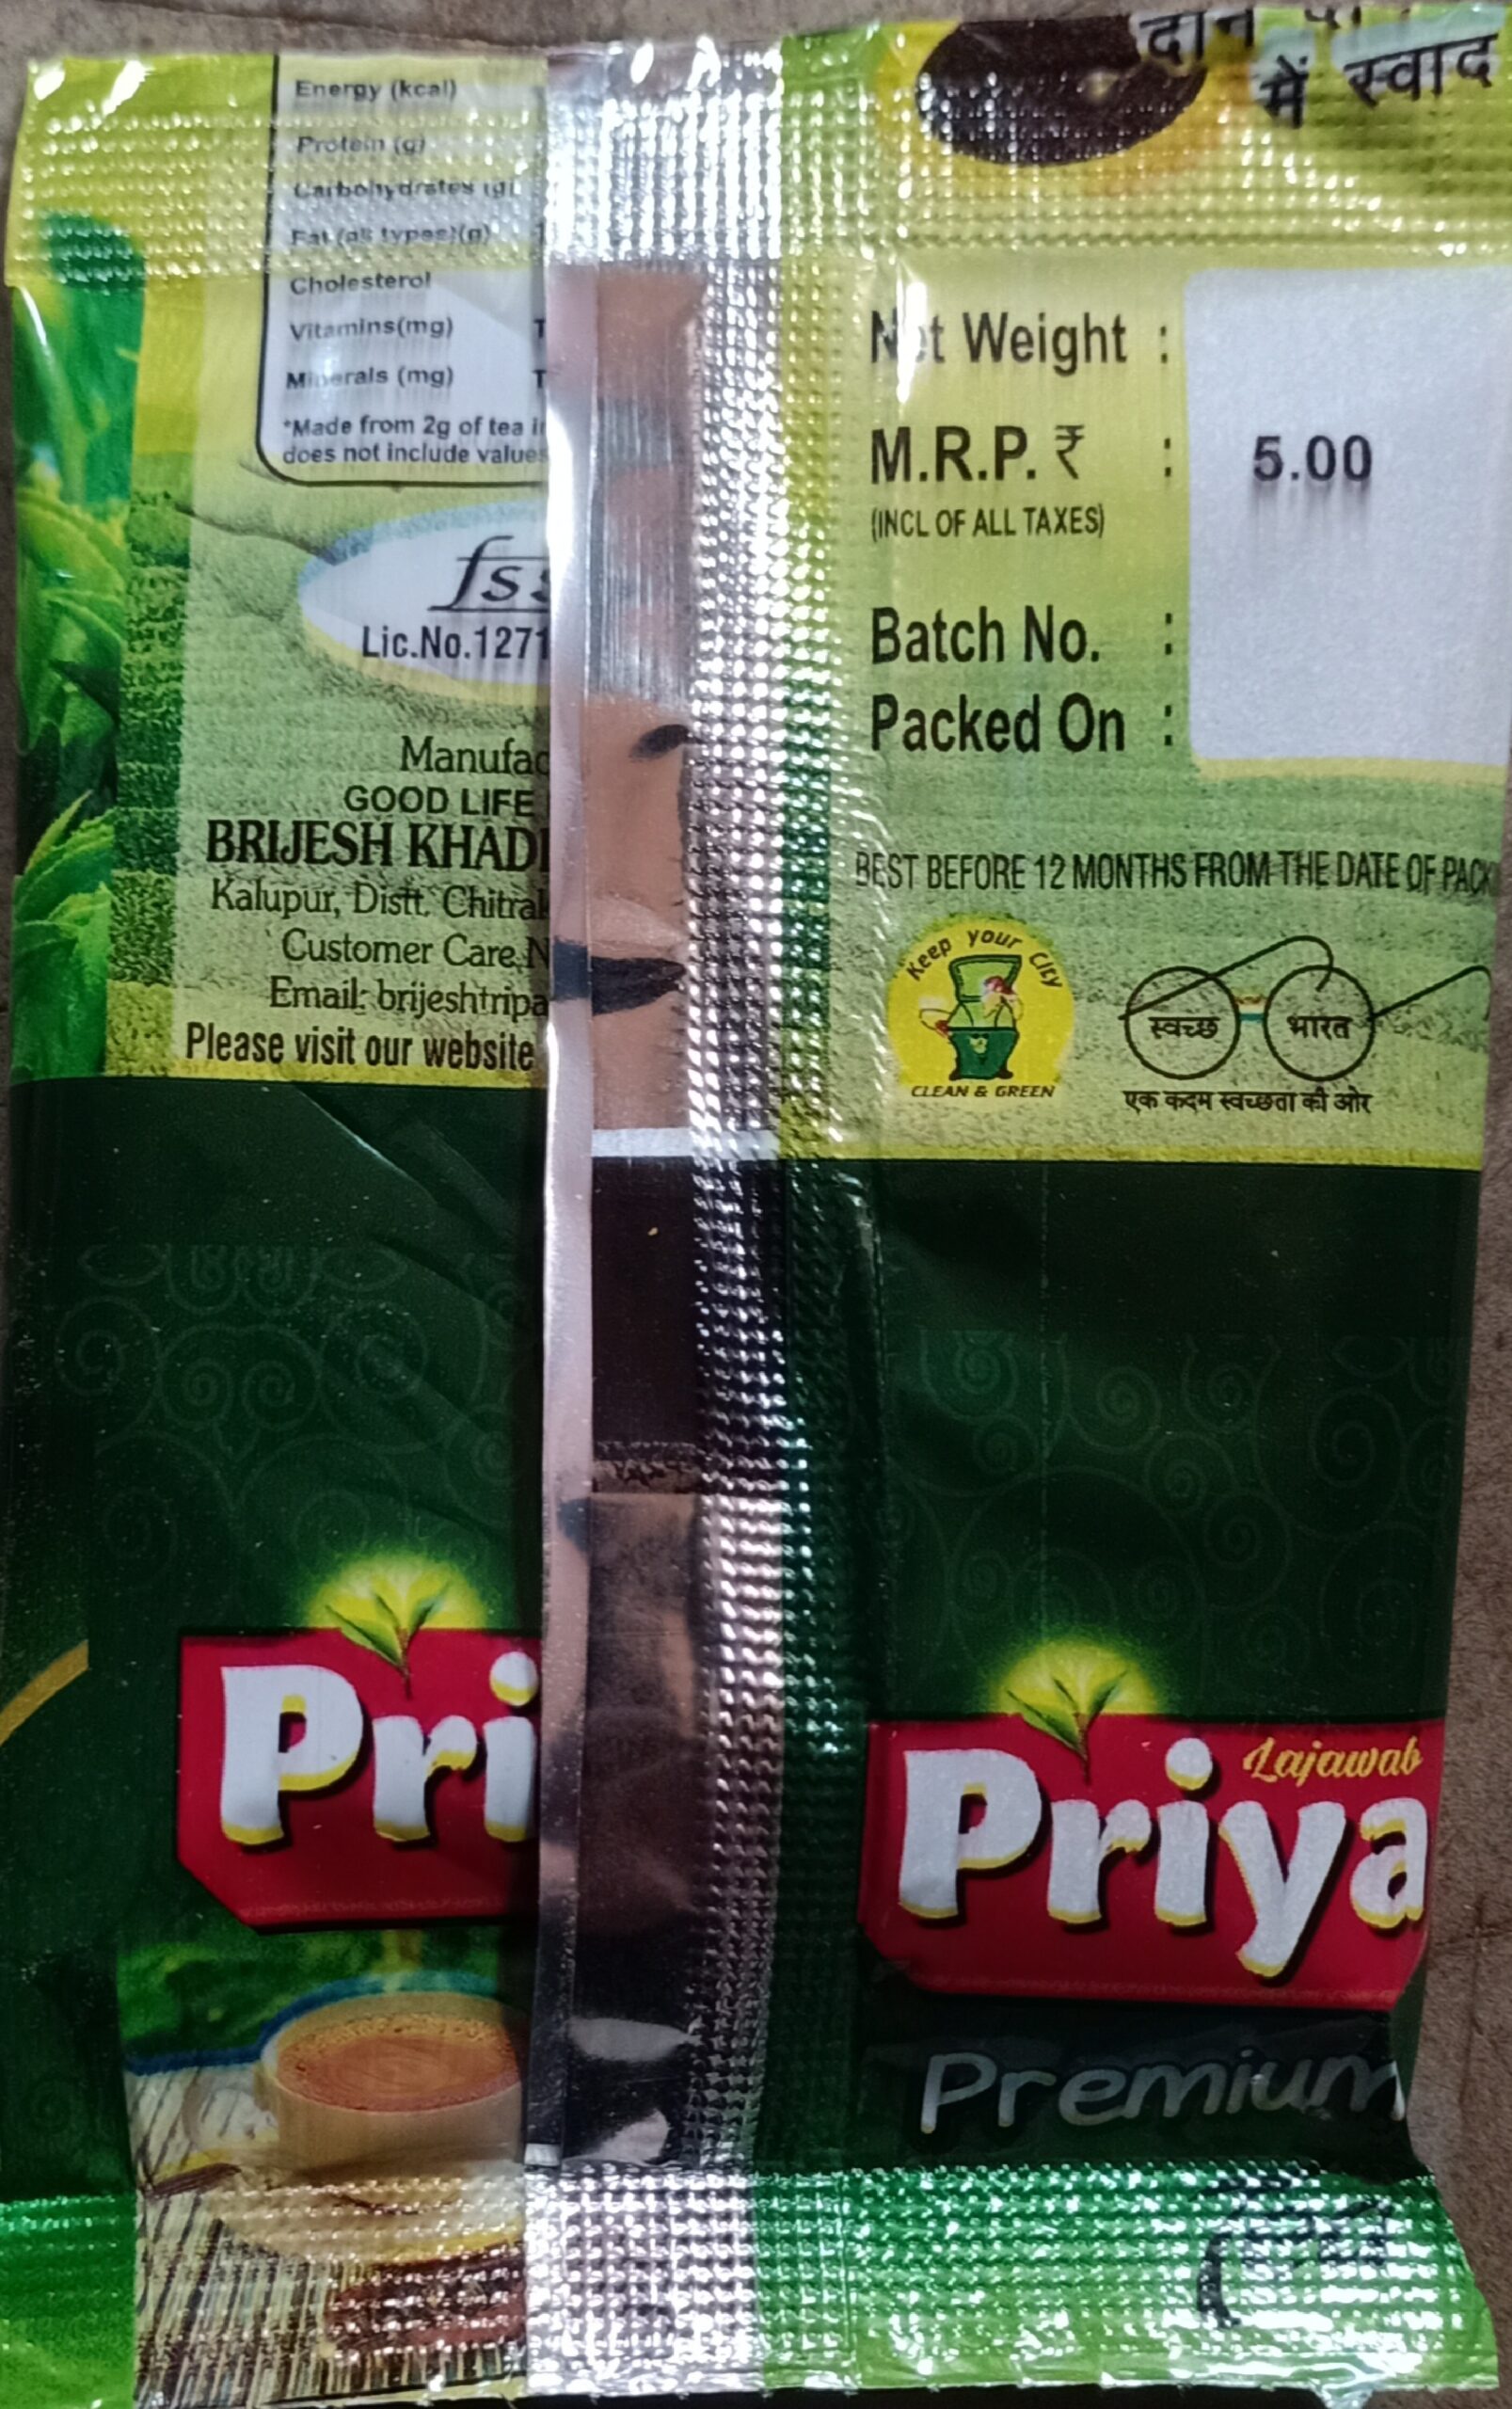 Energy (kcal)
Protein (g)
Carbohydrates (g)
Fat (all types)(g)
Cholesterol
Vitamins(mg) T
Minerals (mg) T
*Made from 2g of tea
does not include
fss
Lic.No.1271
Manufac
GOOD LIFE
BRIJESH KHADI
Kalupur, Distt. Chitrak
Customer Care N
Email: brijeshtripa
Please visit our website
Pri
में स्वाद
Net Weight :
M.R.P. ₹ : 5.00
(INCL OF ALL TAXES)
Batch No. :
Packed On :
BEST BEFORE 12 MONTHS FROM THE DATE OF PACK
Keep your City
CLEAN & GREEN
स्वच्छ भारत
एक कदम स्वच्छता की ओर
Lajawab
Priya
Premium